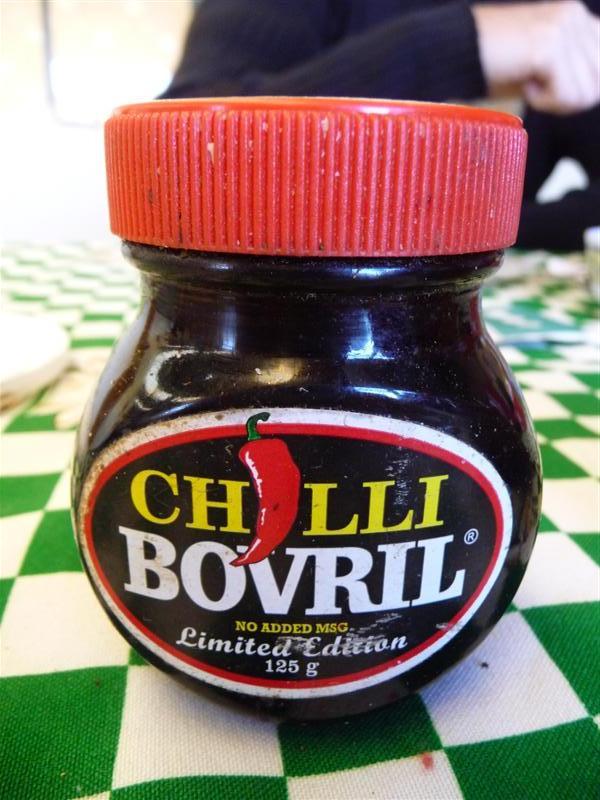 CHILLI
BOVRIL®
NO ADDED MSG
Limited Edition
125 g